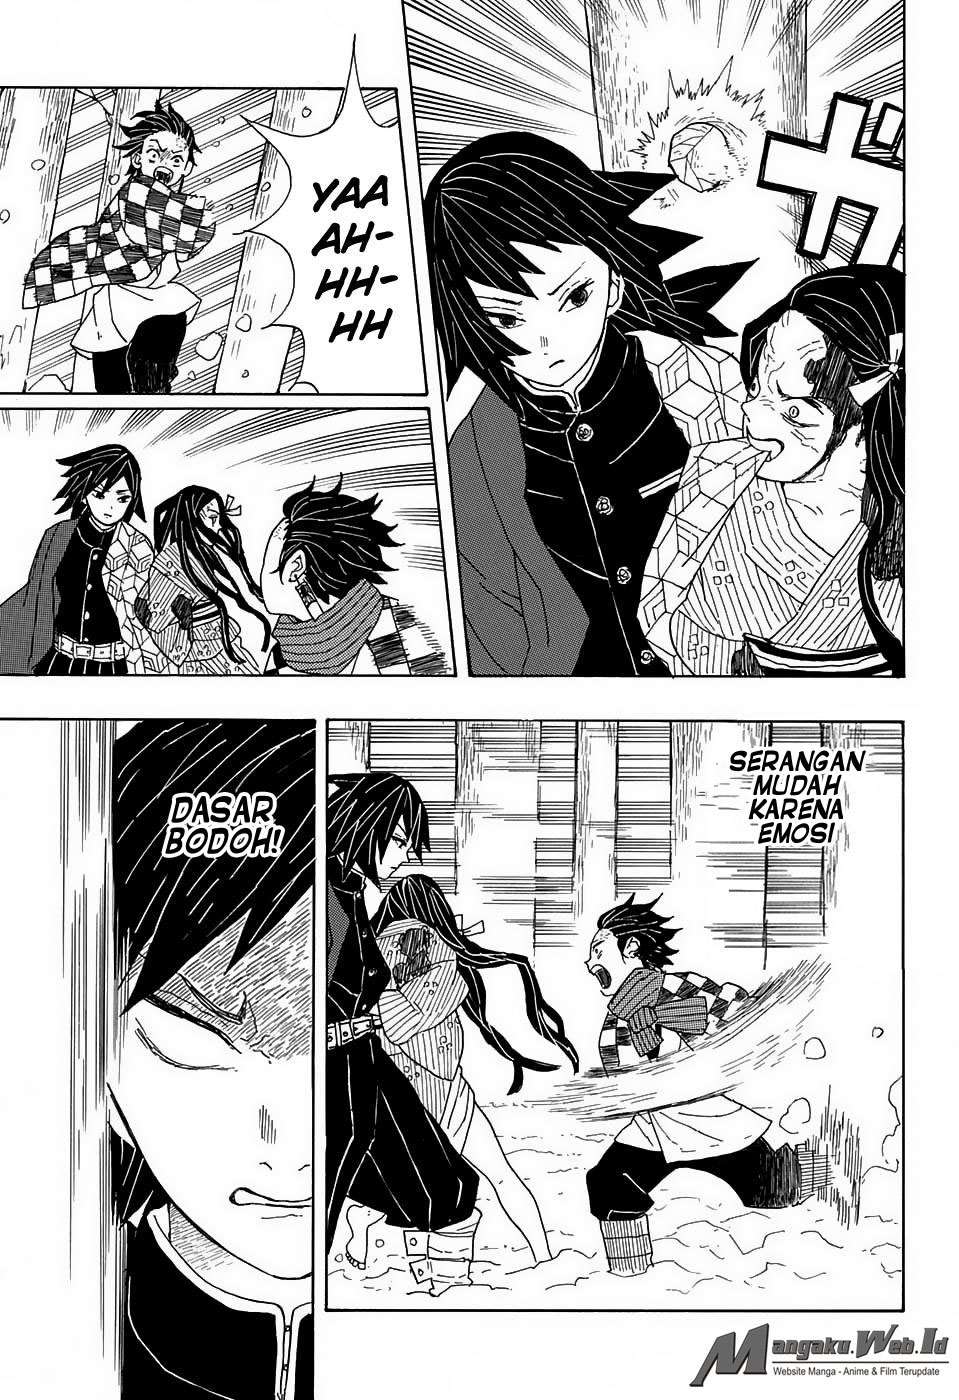 ガ
YAA
AH-
HH-
HH
SERANGAN
MUDAH
KARENA
EMOSI
DASAR
BODOH!
Mangaku.Web.Id
Website Manga - Anime & Film Terupdate